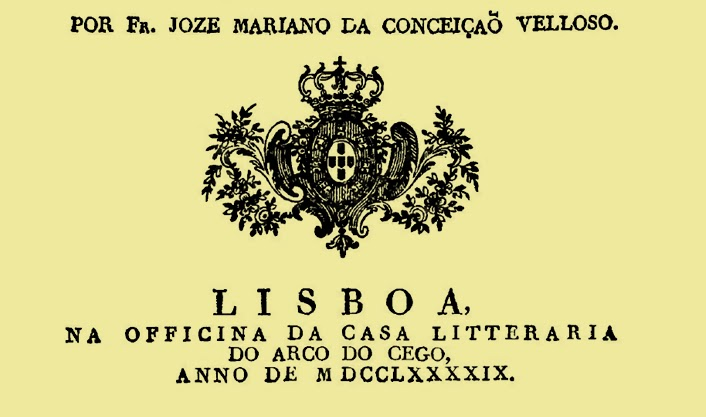 POR FR. JOZE MARIANO DA CONCEIÇAÕ VELLOSO.
LISBOA,
NA OFFICINA DA CASA LITTERARIA
DO ARCO DO CEGO,
ANNO DE MDCCLXXXXIX.